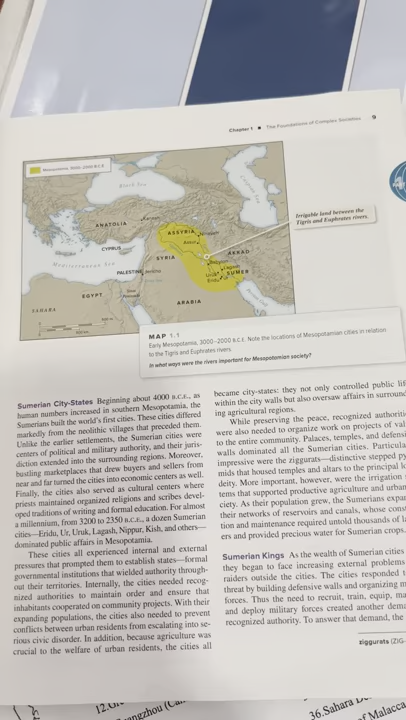 Chapter 1 ■ The Foundations of Complex Societies 9
Mesopotamia, 3000–2000 B.C.E.
Black Sea
Caspian Sea
ANATOLIA
ASSYRIA
CYPRUS
SYRIA
AKKAD
Mediterranean Sea
Babylon
Lagash
SUMER
Uruk
PALESTINE
Jericho
EGYPT
Sinai
Peninsula
ARABIA
SAHARA
Persian Gulf
Irrigable land between the
Tigris and Euphrates rivers.
MAP 1.1
Early Mesopotamia, 3000–2000 B.C.E. Note the locations of Mesopotamian cities in relation
to the Tigris and Euphrates rivers
In what ways were the rivers important for Mesopotamian society?
Sumerian City-States Beginning about 4000 B.C.E., as
human numbers increased in southern Mesopotamia, the
Sumerians built the world's first cities. These cities differed
markedly from the neolithic villages that preceded them.
Unlike the earlier settlements, the Sumerian cities were
centers of political and military authority, and their juris-
diction extended into the surrounding regions. Moreover,
bustling marketplaces that drew buyers and sellers from
near and far turned the cities into economic centers as well.
Finally, the cities also served as cultural centers where
priests maintained organized religions and scribes devel-
oped traditions of writing and formal education. For almost
a millennium, from 3200 to 2350 B.C.E., a dozen Sumerian
cities—Eridu, Ur, Uruk, Lagash, Nippur, Kish, and others—
dominated public affairs in Mesopotamia.
These cities all experienced internal and external
pressures that prompted them to establish states—formal
governmental institutions that wielded authority through-
out their territories. Internally, the cities needed recog-
nized authorities to maintain order and ensure that
inhabitants cooperated on community projects. With their
expanding populations, the cities also needed to prevent
conflicts between urban residents from escalating into se-
rious civic disorder. In addition, because agriculture was
crucial to the welfare of urban residents, the cities all
became city-states: they not only controlled public lif
within the city walls but also oversaw affairs in surround
ing agricultural regions.
While preserving the peace, recognized authoriti
were also needed to organize work on projects of val
to the entire community. Palaces, temples, and defensi
walls dominated all the Sumerian cities. Particula
impressive were the ziggurats—distinctive stepped py
mids that housed temples and altars to the principal lo
deity. More important, however, were the irrigation
tems that supported productive agriculture and urban
ciety. As their population grew, the Sumerians expa
their networks of reservoirs and canals, whose cons
tion and maintenance required untold thousands of la
ers and provided precious water for Sumerian crops.
Sumerian Kings As the wealth of Sumerian cities
they began to face increasing external problems
raiders outside the cities. The cities responded t
threat by building defensive walls and organizing m
forces. Thus the need to recruit, train, equip, ma
and deploy military forces created another dema
recognized authority. To answer that demand, the
ziggurats (ZIG-
36.Sahara
Malacca